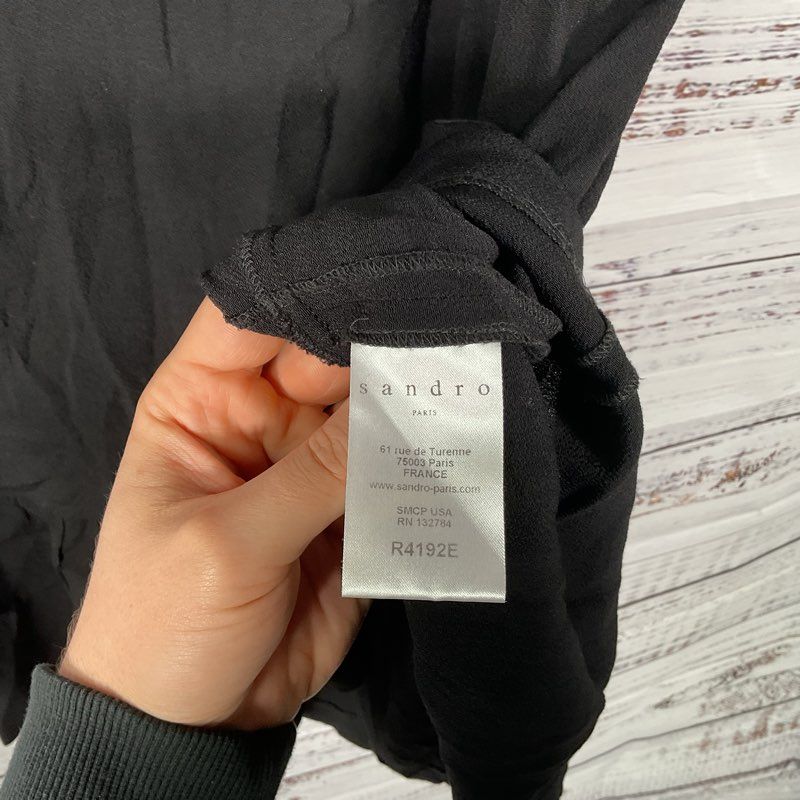 sandro
PARIS
61 rue de Turenne
75003 Paris
FRANCE
www.sandro-paris.com
SMCP USA
RN 132784
R4192E